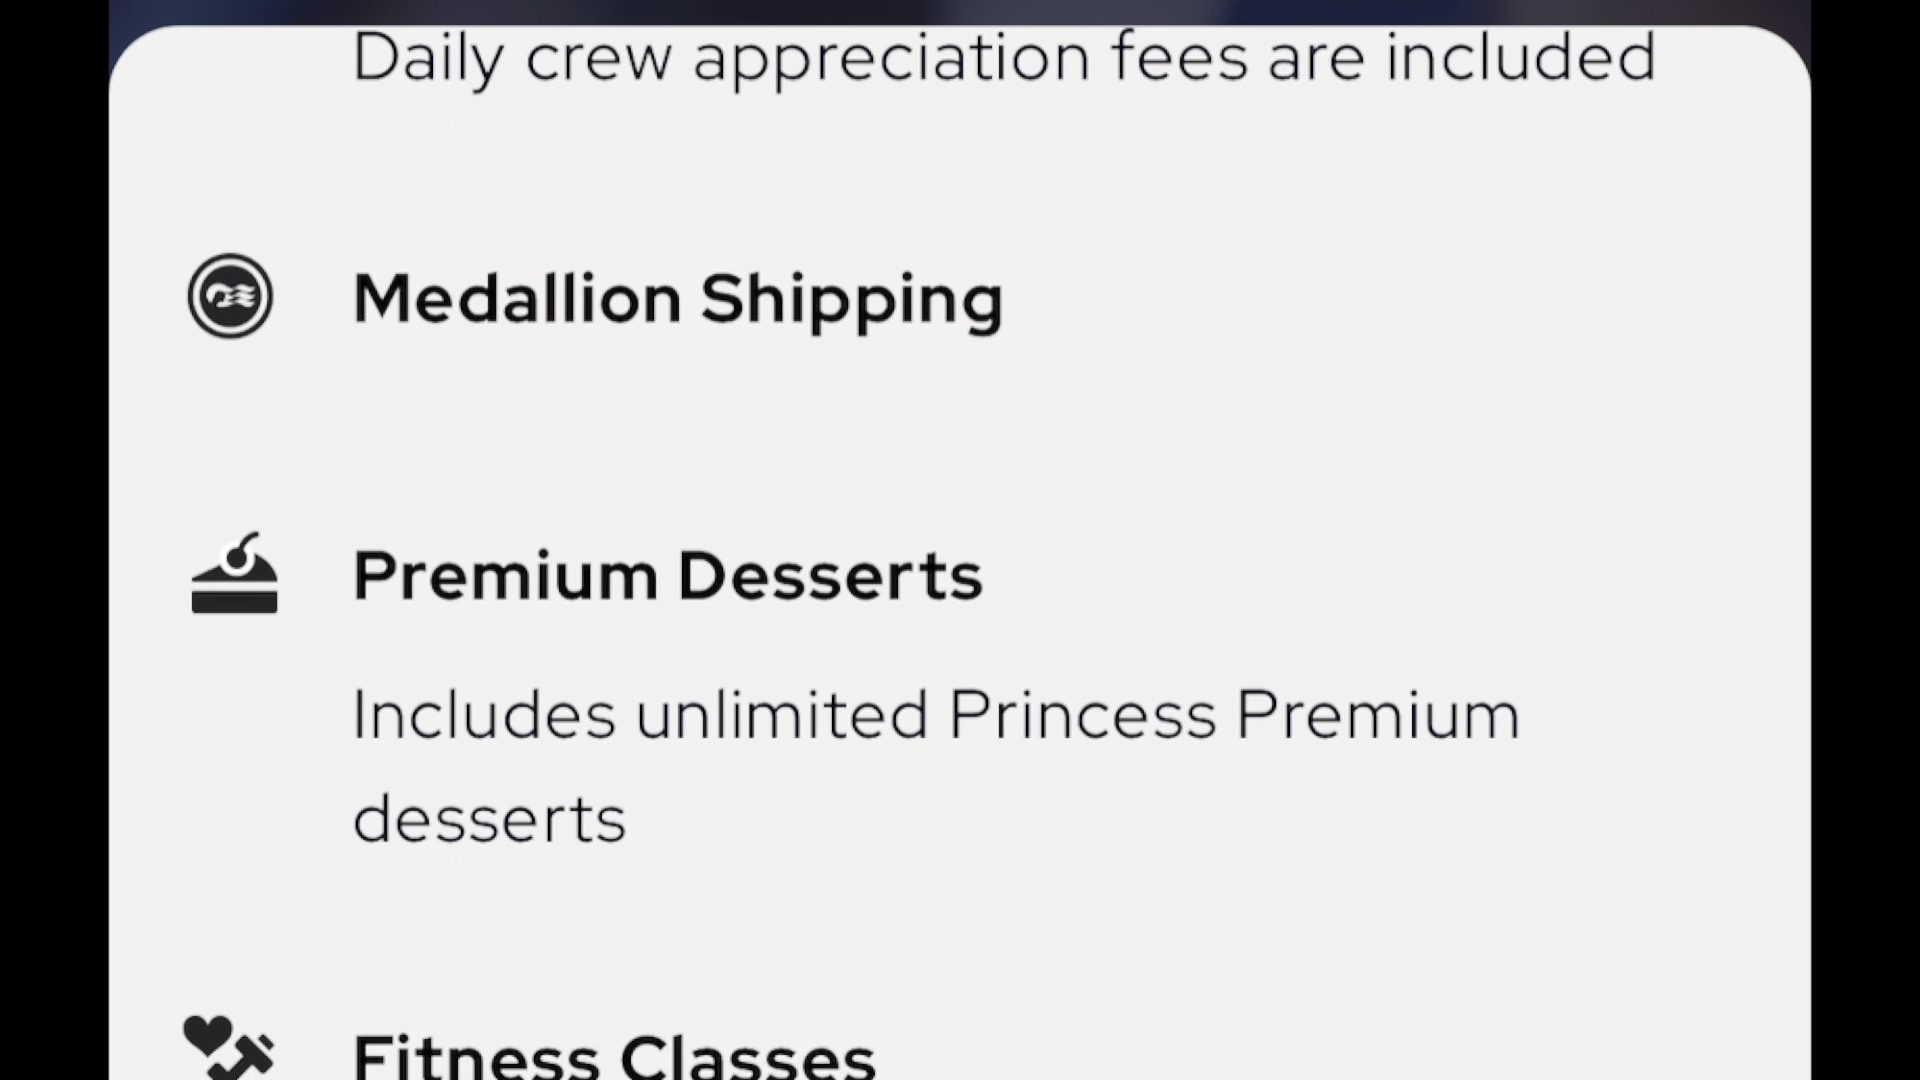 Daily crew appreciation fees are included
Medallion Shipping
Premium Desserts
Includes unlimited Princess Premium
desserts
Fitness Classes